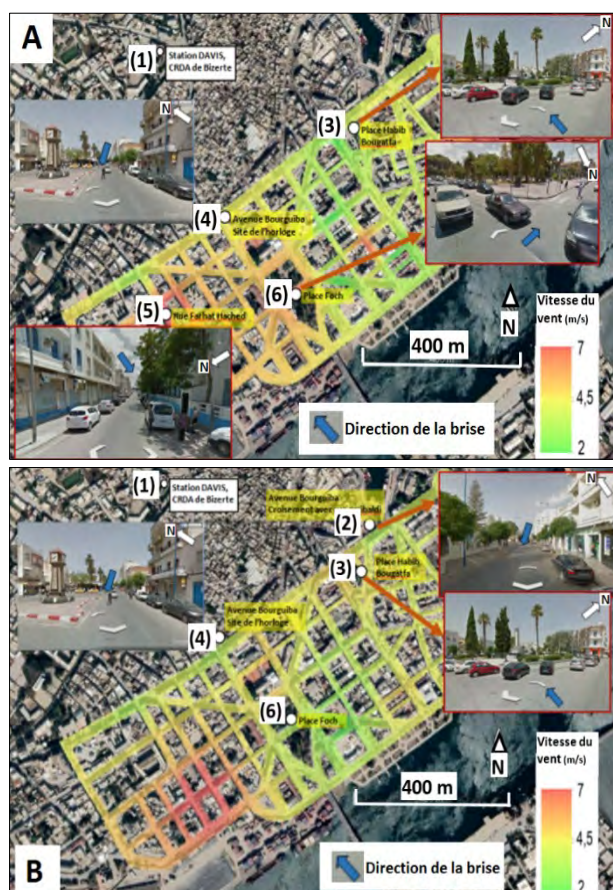 A
(1)
Station DAVIS,
CRDA de Bizerte
N
N
(3)
Place Habib
Bougatfa
N
(4)
Avenue Bourguiba
Site de l'horloge
(5)
Rue Farhat Hached
(6)
Place Foch
N
N
400 m
Vitesse du
vent (m/s)
7
4,5
2
Direction de la brise
B
(1)
Station DAVIS,
CRDA de Bizerte
Avenue Bourguiba
Croisement avec
(2)
N
N
(3)
Place Habib
Bougatfa
N
(4)
Avenue Bourguiba
Site de l'horloge
(6)
Place Foch
N
400 m
Vitesse du
vent (m/s)
7
4,5
2
Direction de la brise